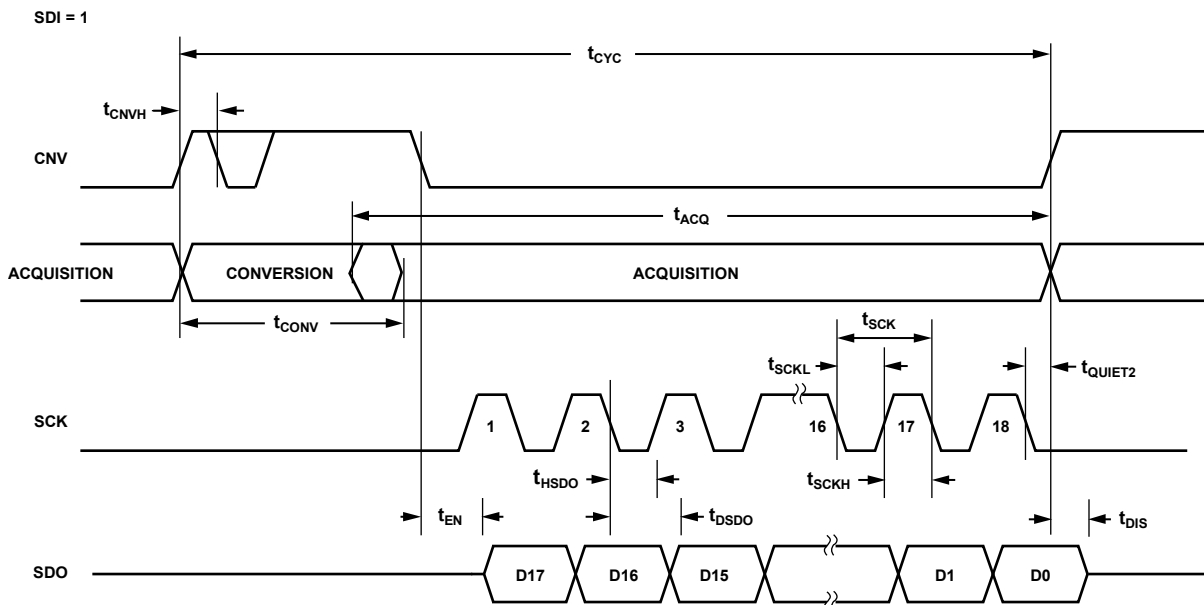 SDI = 1
tCYC
tCNVH
CNV
tACQ
ACQUISITION
CONVERSION
ACQUISITION
tCONV
tSCK
tSCKL
tQUIET2
SCK
1
2
3
16
17
18
tHSDO
tSCKH
tEN
tDSDO
tDIS
SDO
D17
D16
D15
D1
D0